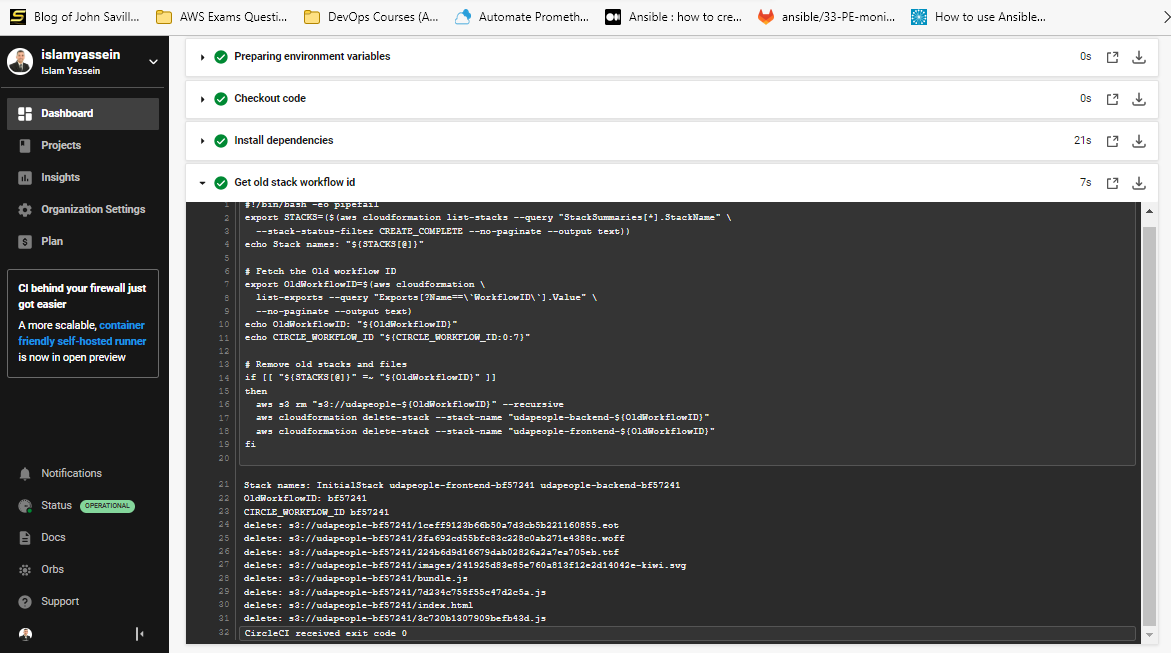 Blog of John Savill...
AWS Exams Questi...
DevOps Courses (A...
Automate Prometh...
Ansible : how to cre...
ansible/33-PE-moni...
How to use Ansible...
islamyassein
Islam Yassein
Dashboard
Projects
Insights
Organization Settings
Plan
CI behind your firewall just
got easier
A more scalable, container
friendly self-hosted runner
is now in open preview
Notifications
Status OPERATIONAL
Docs
Orbs
Support
Preparing environment variables 0s
Checkout code 0s
Install dependencies 21s
Get old stack workflow id 7s
1 #!/bin/bash -eo pipefail
2 export STACKS=($(aws cloudformation list-stacks --query "StackSummaries[*].StackName" \
3 --stack-status-filter CREATE_COMPLETE --no-paginate --output text))
4 echo Stack names: "${STACKS[@]}"
5
6 # Fetch the Old workflow ID
7 export OldWorkflowID=$(aws cloudformation \
8 list-exports --query "Exports[?Name==\`WorkflowID\`].Value" \
9 --no-paginate --output text)
10 echo OldWorkflowID: "${OldWorkflowID}"
11 echo CIRCLE_WORKFLOW_ID "${CIRCLE_WORKFLOW_ID:0:7}"
12
13 # Remove old stacks and files
14 if [[ "${STACKS[@]}" =~ "${OldWorkflowID}" ]]
15 then
16 aws s3 rm "s3://udapeople-${OldWorkflowID}" --recursive
17 aws cloudformation delete-stack --stack-name "udapeople-backend-${OldWorkflowID}"
18 aws cloudformation delete-stack --stack-name "udapeople-frontend-${OldWorkflowID}"
19 fi
20
21 Stack names: InitialStack udapeople-frontend-bf57241 udapeople-backend-bf57241
22 OldWorkflowID: bf57241
23 CIRCLE_WORKFLOW_ID bf57241
24 delete: s3://udapeople-bf57241/1ceff9123b66b50a7d3cb5b221160855.eot
25 delete: s3://udapeople-bf57241/2fa692cd55bfc83c228c0ab271e4388c.woff
26 delete: s3://udapeople-bf57241/224b6d9d16679dab02826a2a7ea705eb.ttf
27 delete: s3://udapeople-bf57241/images/241925d83e85e760a813f12e2d14042e-kiwi.svg
28 delete: s3://udapeople-bf57241/bundle.js
29 delete: s3://udapeople-bf57241/7d234c755f55c47d2c5a.js
30 delete: s3://udapeople-bf57241/index.html
31 delete: s3://udapeople-bf57241/3c720b1307909befb43d.js
32 CircleCI received exit code 0